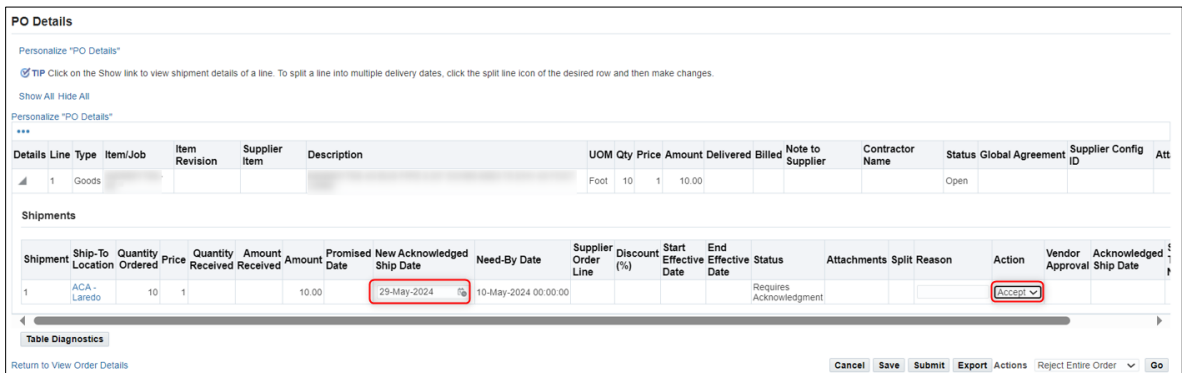 PO Details
Personalize "PO Details"
TIP Click on the Show link to view shipment details of a line. To split a line into multiple delivery dates, click the split line icon of the desired row and then make changes.
Show All Hide All
Personalize "PO Details"
Details Line Type Item/Job Item Revision Supplier Item Description UOM Qty Price Amount Delivered Billed Note to Supplier Contractor Name Status Global Agreement Supplier Config ID Att
1 Goods Foot 10 1 10.00 Open
Shipments
Shipment Ship-To Location Quantity Ordered Price Quantity Received Amount Received Amount Promised Date New Acknowledged Ship Date Need-By Date Supplier Order Line Discount (%) Start Effective Date End Effective Date Status Attachments Split Reason Action Vendor Approval Acknowledged Ship Date
1 ACA - Laredo 10 1 10.00 29-May-2024 10-May-2024 00:00:00 Requires Acknowledgment Accept
Table Diagnostics
Return to View Order Details Cancel Save Submit Export Actions Reject Entire Order Go